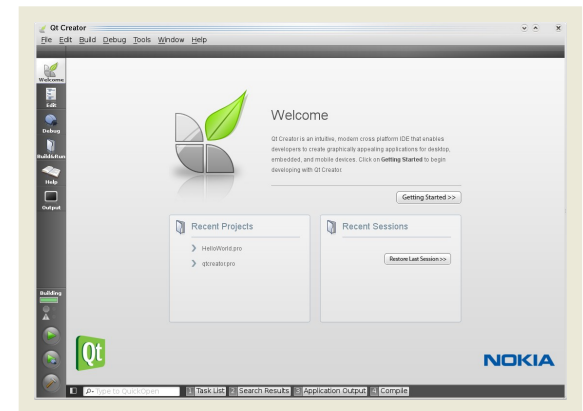 Qt Creator
File Edit Build Debug Tools Window Help
Welcome
Edit
Debug
Build&Run
Help
Output
Welcome
Qt Creator is an intuitive, modern cross platform IDE that enables
developers to create graphically appealing applications for desktop,
embedded, and mobile devices. Click on Getting Started to begin
developing with Qt Creator.
Getting Started >>
Recent Projects
HelloWorld.pro
qtcreator.pro
Recent Sessions
Restore Last Session >>
Building
Qt
NOKIA
Type to QuickOpen 1 Task List 2 Search Results 3 Application Output 4 Compile